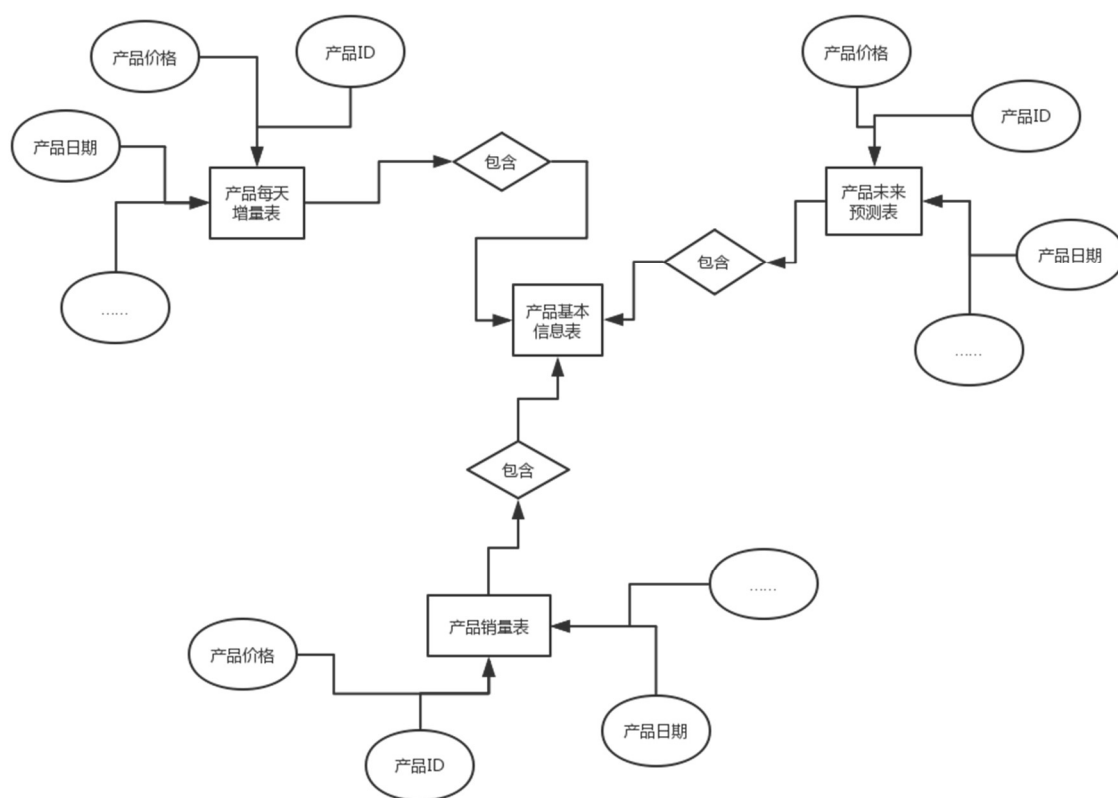 产品价格
产品ID
产品价格
产品ID
产品日期
包含
产品每天
增量表
产品未来
预测表
包含
产品日期
……
产品基本
信息表
……
包含
……
产品销量表
产品价格
产品日期
产品ID